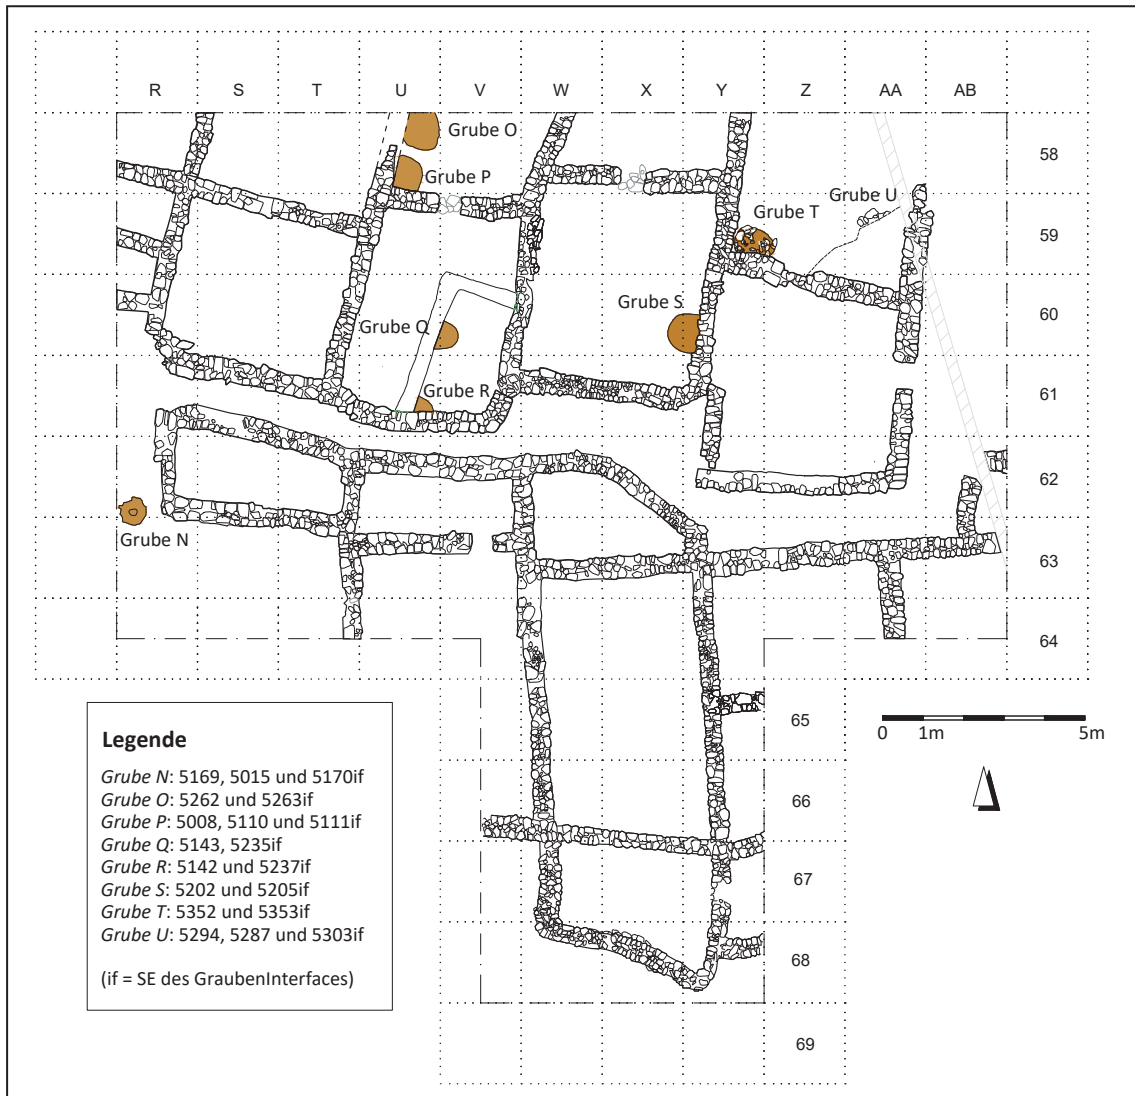 R S T U V W X Y Z AA AB
Grube O
58
Grube P
Grube U
Grube T
59
Grube S
60
Grube Q
Grube R
61
62
Grube N
63
64
65
0 1m 5m
66
67
68
69
Legende
Grube N: 5169, 5015 und 5170if
Grube O: 5262 und 5263if
Grube P: 5008, 5110 und 5111if
Grube Q: 5143, 5235if
Grube R: 5142 und 5237if
Grube S: 5202 und 5205if
Grube T: 5352 und 5353if
Grube U: 5294, 5287 und 5303if
(if = SE des GraubenInterfaces)